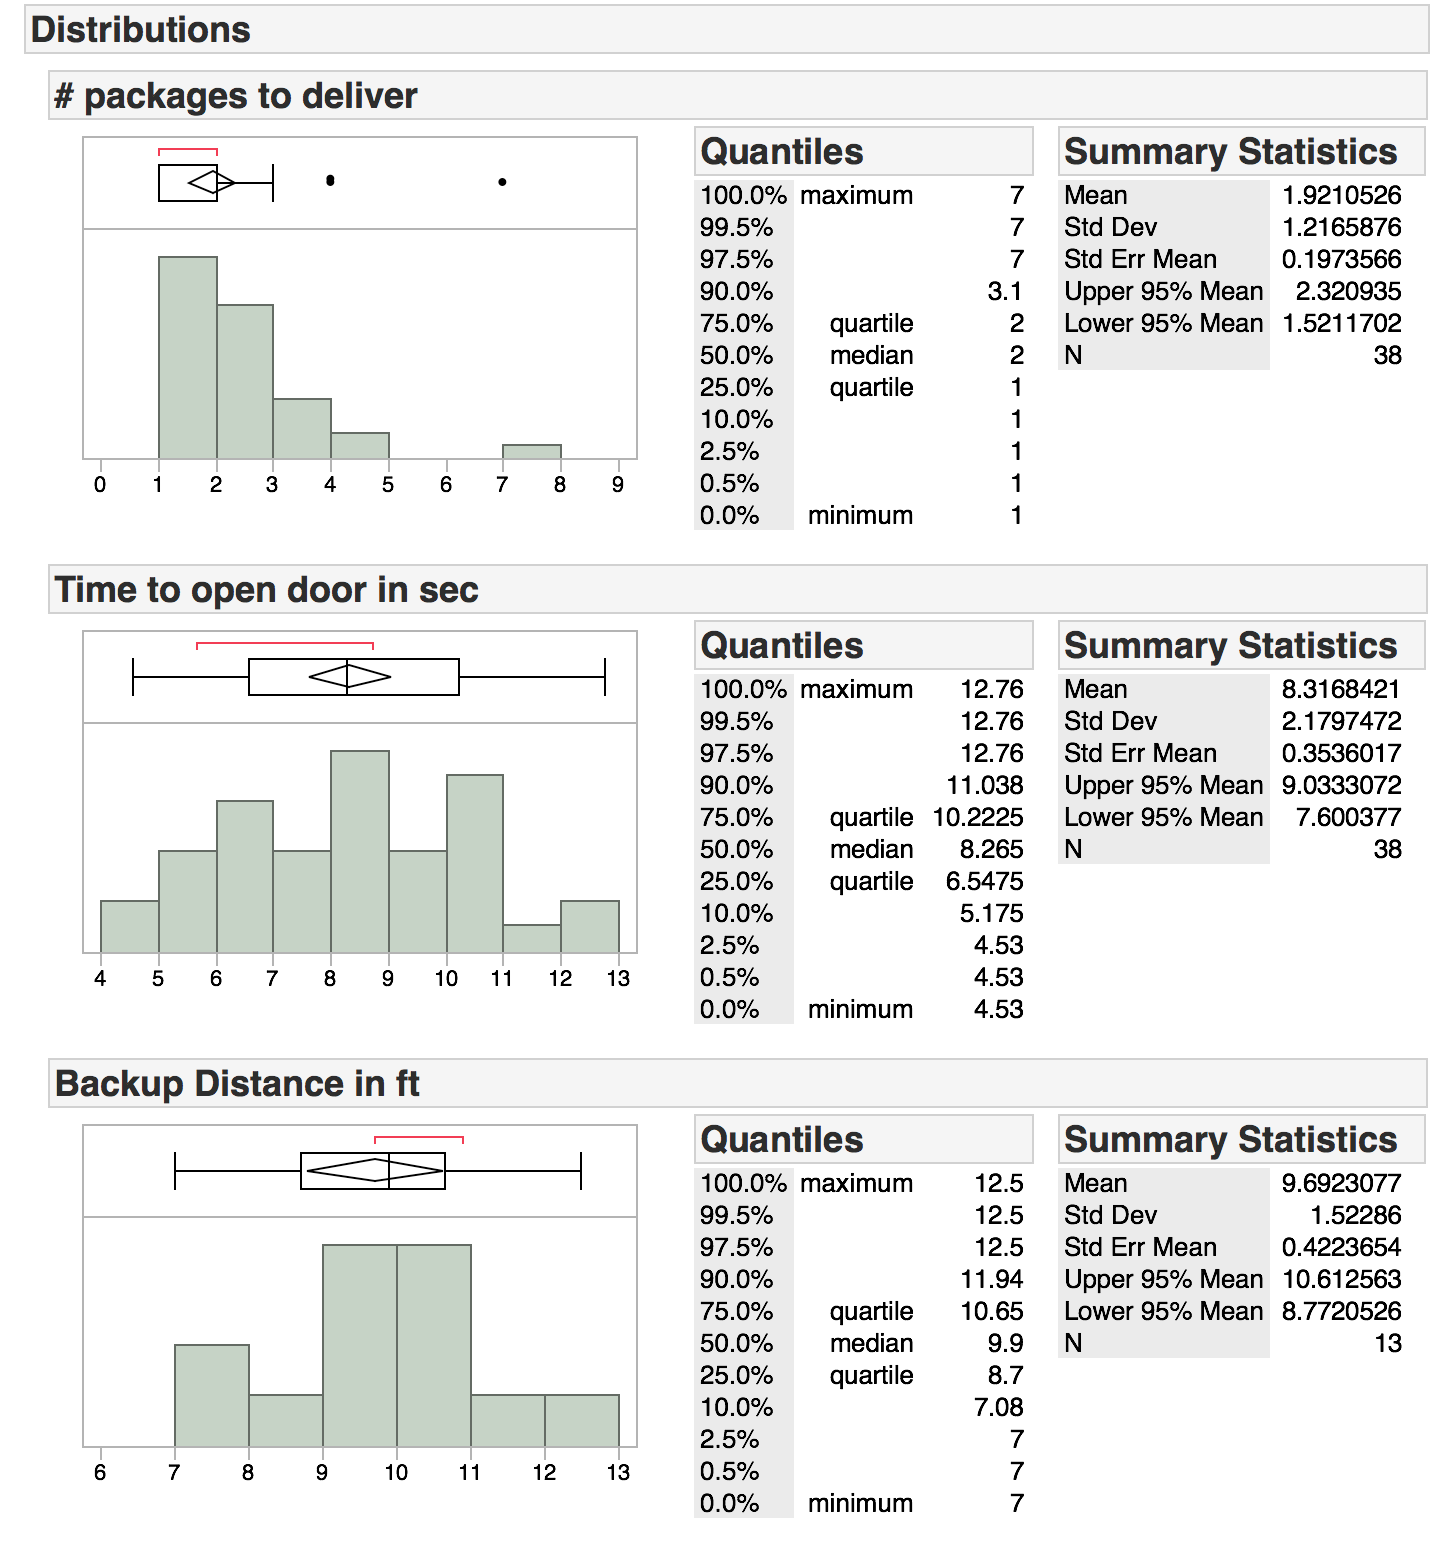 Distributions
# packages to deliver
0 1 2 3 4 5 6 7 8 9
Quantiles
100.0% maximum 7
99.5% 7
97.5% 7
90.0% 3.1
75.0% quartile 2
50.0% median 2
25.0% quartile 1
10.0% 1
2.5% 1
0.5% 1
0.0% minimum 1
Summary Statistics
Mean 1.9210526
Std Dev 1.2165876
Std Err Mean 0.1973566
Upper 95% Mean 2.320935
Lower 95% Mean 1.5211702
N 38
Time to open door in sec
4 5 6 7 8 9 10 11 12 13
Quantiles
100.0% maximum 12.76
99.5% 12.76
97.5% 12.76
90.0% 11.038
75.0% quartile 10.2225
50.0% median 8.265
25.0% quartile 6.5475
10.0% 5.175
2.5% 4.53
0.5% 4.53
0.0% minimum 4.53
Summary Statistics
Mean 8.3168421
Std Dev 2.1797472
Std Err Mean 0.3536017
Upper 95% Mean 9.0333072
Lower 95% Mean 7.600377
N 38
Backup Distance in ft
6 7 8 9 10 11 12 13
Quantiles
100.0% maximum 12.5
99.5% 12.5
97.5% 12.5
90.0% 11.94
75.0% quartile 10.65
50.0% median 9.9
25.0% quartile 8.7
10.0% 7.08
2.5% 7
0.5% 7
0.0% minimum 7
Summary Statistics
Mean 9.6923077
Std Dev 1.52286
Std Err Mean 0.4223654
Upper 95% Mean 10.612563
Lower 95% Mean 8.7720526
N 13